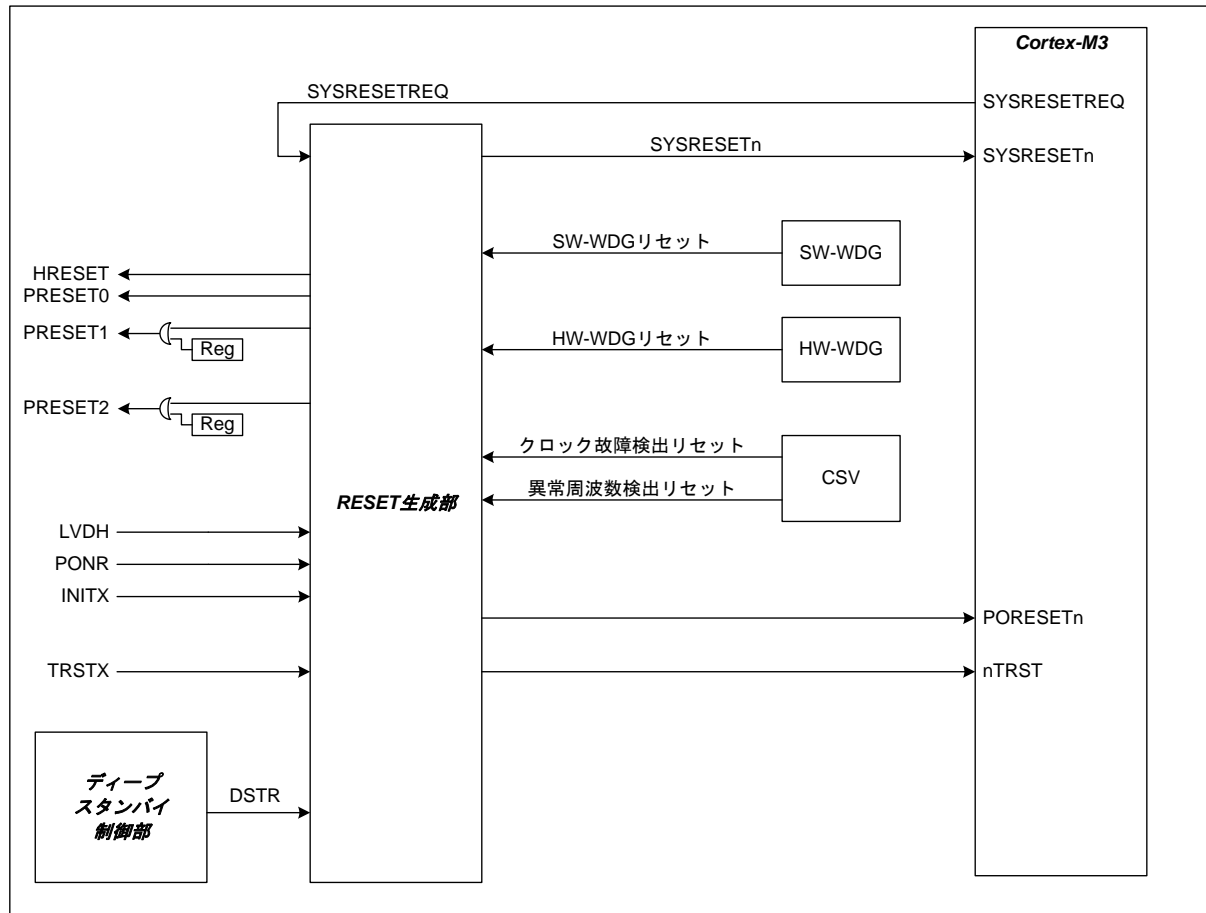 Cortex-M3
SYSRESETREQ
SYSRESETREQ
SYSRESETn
SYSRESETn
SW-WDGリセット
SW-WDG
HRESET
PRESET0
PRESET1
Reg
HW-WDGリセット
HW-WDG
PRESET2
Reg
クロック故障検出リセット
異常周波数検出リセット
CSV
RESET生成部
LVDH
PONR
INITX
PORESETn
TRSTX
nTRST
ディープ
スタンバイ
制御部
DSTR